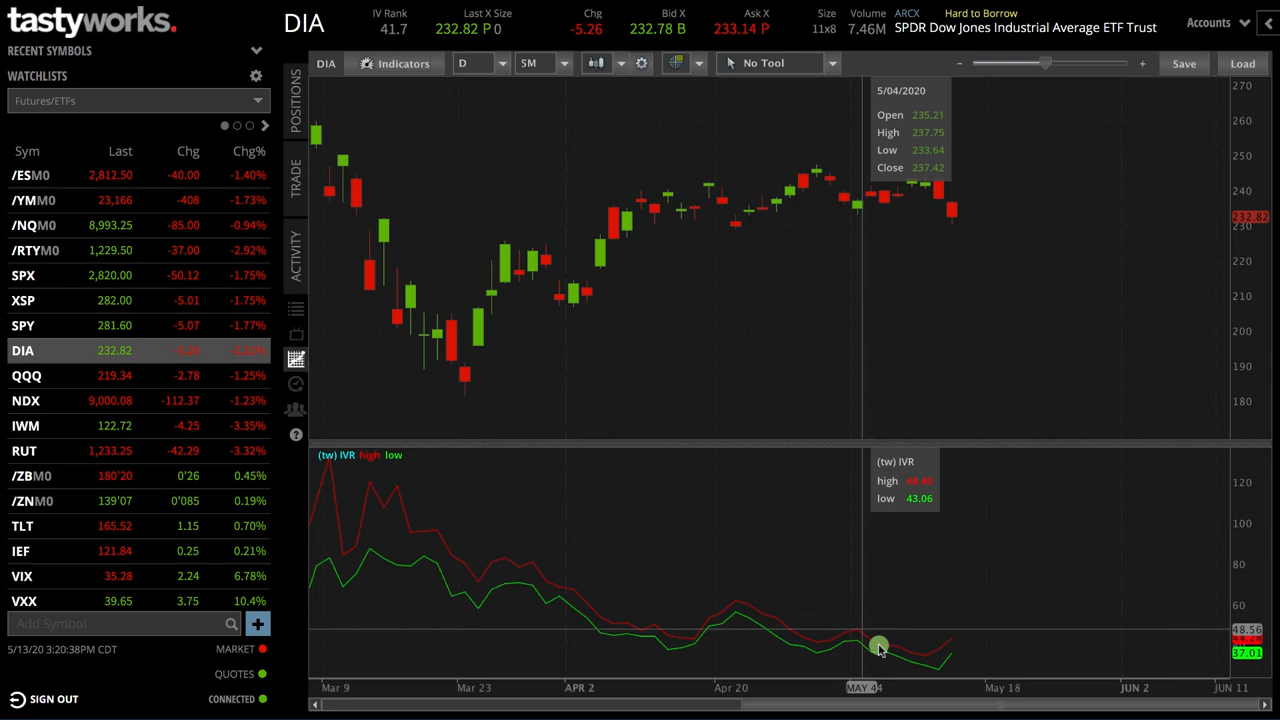 tastyworks.
DIA
IV Rank
41.7
Last X Size
232.82 P 0
Chg
-5.26
Bid X
232.78 B
Ask X
233.14 P
Size
11x8
Volume
7.46M
ARCX
Hard to Borrow
SPDR Dow Jones Industrial Average ETF Trust
Accounts
RECENT SYMBOLS
WATCHLISTS
Futures/ETFs
Sym Last Chg Chg%
/ESM0 2,812.50 -40.00 -1.40%
/YMM0 23,166 -408 -1.73%
/NQM0 8,993.25 -85.00 -0.94%
/RTYM0 1,229.50 -37.00 -2.92%
SPX 2,820.00 -50.12 -1.75%
XSP 282.00 -5.01 -1.75%
SPY 281.60 -5.07 -1.77%
DIA 232.82 -5.26 -2.21%
QQQ 219.34 -2.78 -1.25%
NDX 9,000.08 -112.37 -1.23%
IWM 122.72 -4.25 -3.35%
RUT 1,233.25 -42.29 -3.32%
/ZBM0 180'20 0'26 0.45%
/ZNM0 139'07 0'085 0.19%
TLT 165.52 1.15 0.70%
IEF 121.84 0.25 0.21%
VIX 35.28 2.24 6.78%
VXX 39.65 3.75 10.4%
Add Symbol
5/13/20 3:20:38PM CDT
MARKET
QUOTES
CONNECTED
SIGN OUT
POSITIONS
TRADE
ACTIVITY
DIA
Indicators
D
5M
No Tool
Save
Load
5/04/2020
Open 235.21
High 237.75
Low 233.64
Close 237.42
270
260
250
240
232.82
230
220
210
200
190
180
(tw) IVR high low
(tw) IVR
high
low 43.06
120
100
80
60
48.56
44.28
37.01
Mar 9
Mar 23
APR 2
Apr 20
MAY 4
May 18
JUN 2
JUN 11